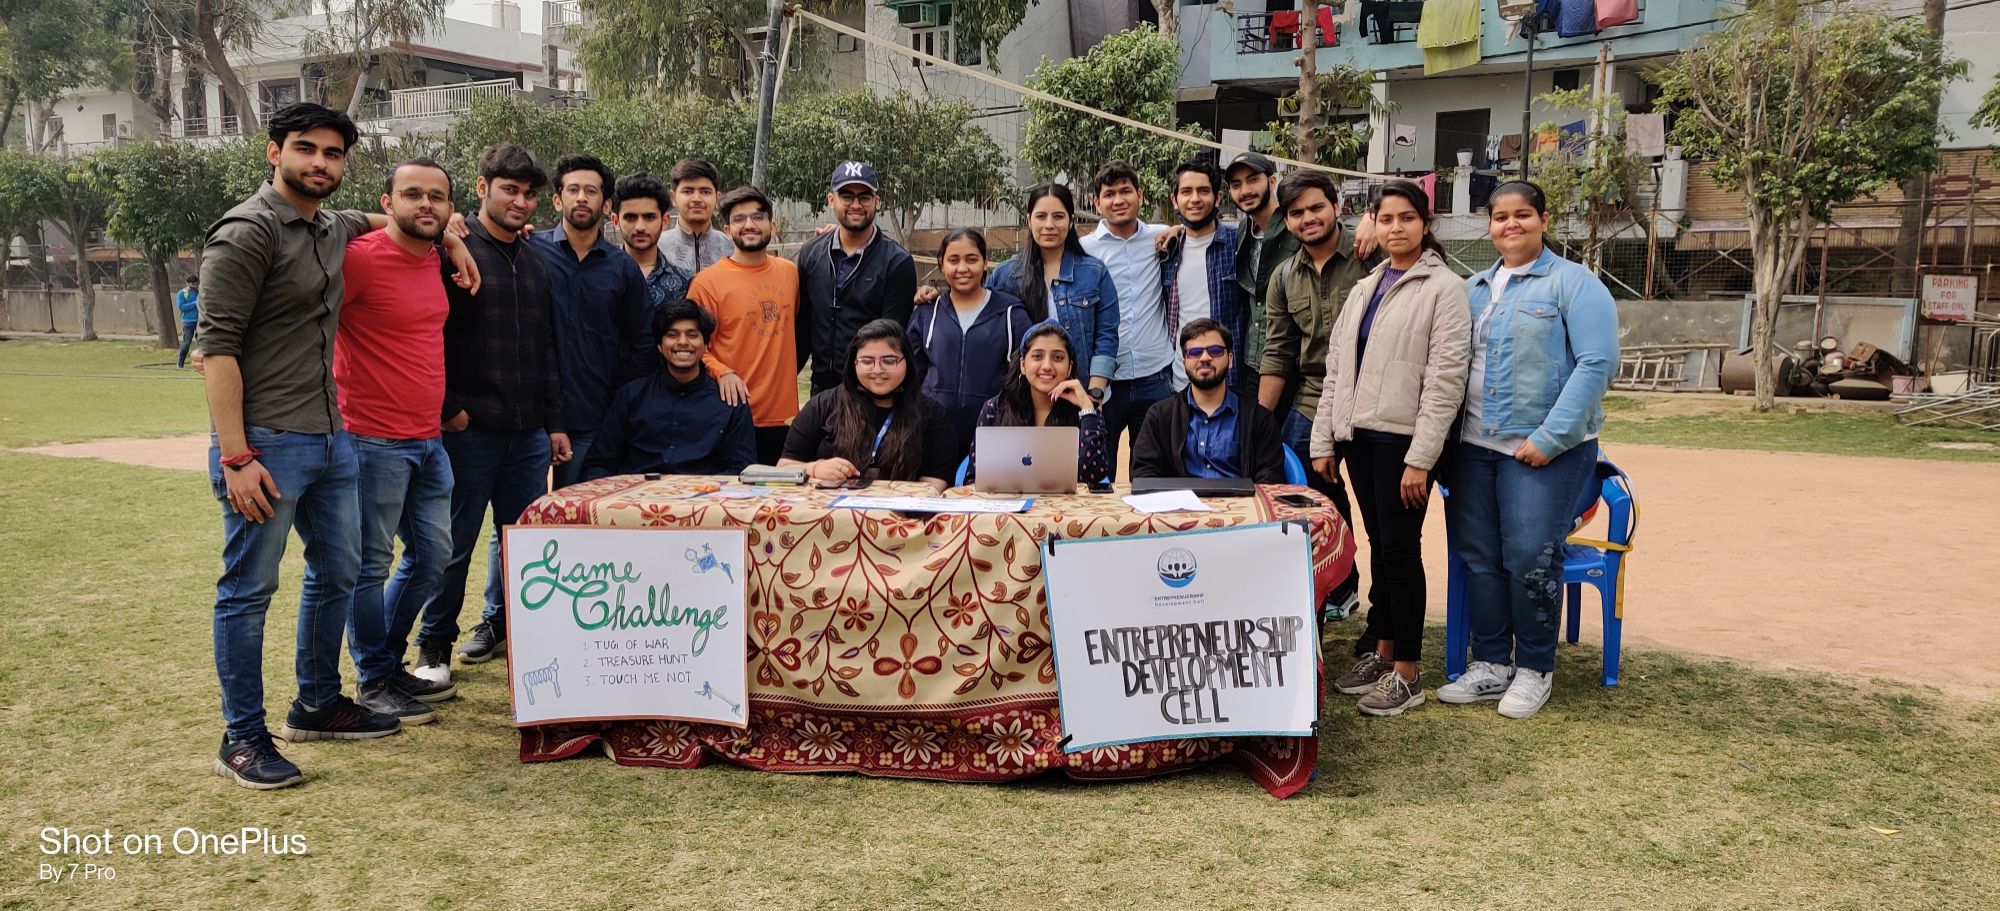 NY
R
PARKING
FOR
STAFF ONLY
Game
Challenge
1. TUG OF WAR
2. TREASURE HUNT
3. TOUCH ME NOT
ENTREPRENEURSHIP
Development Cell
ENTREPRENEURSHIP
DEVELOPMENT
CELL
Shot on OnePlus
By 7 Pro